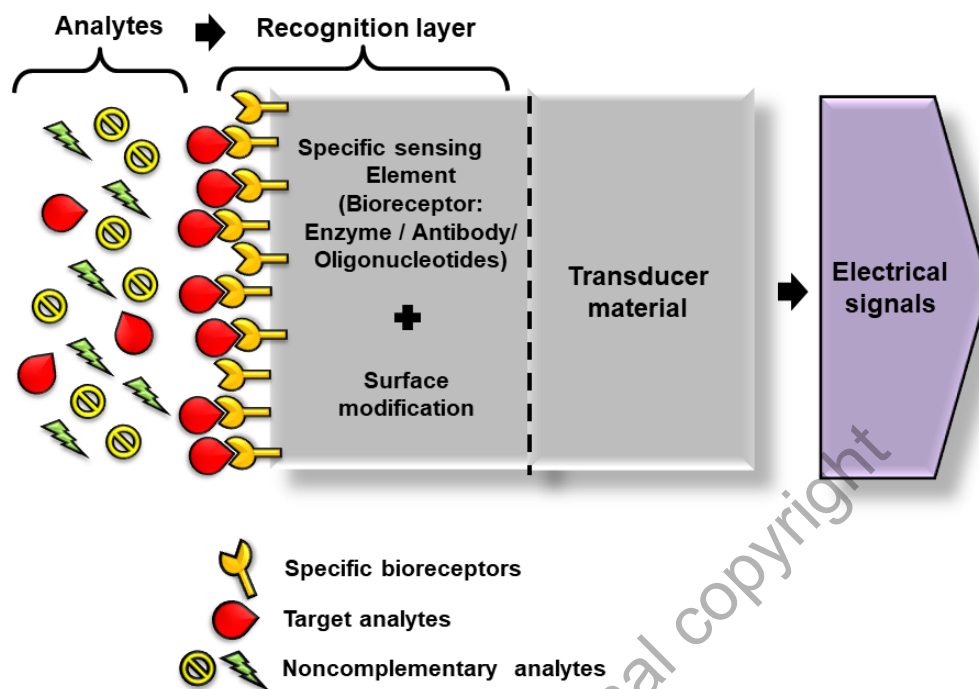 Analytes
Recognition layer
Specific sensing
Element
(Bioreceptor:
Enzyme / Antibody/
Oligonucleotides)
Surface
modification
Transducer
material
Electrical
signals
Specific bioreceptors
Target analytes
Noncomplementary analytes
copyright